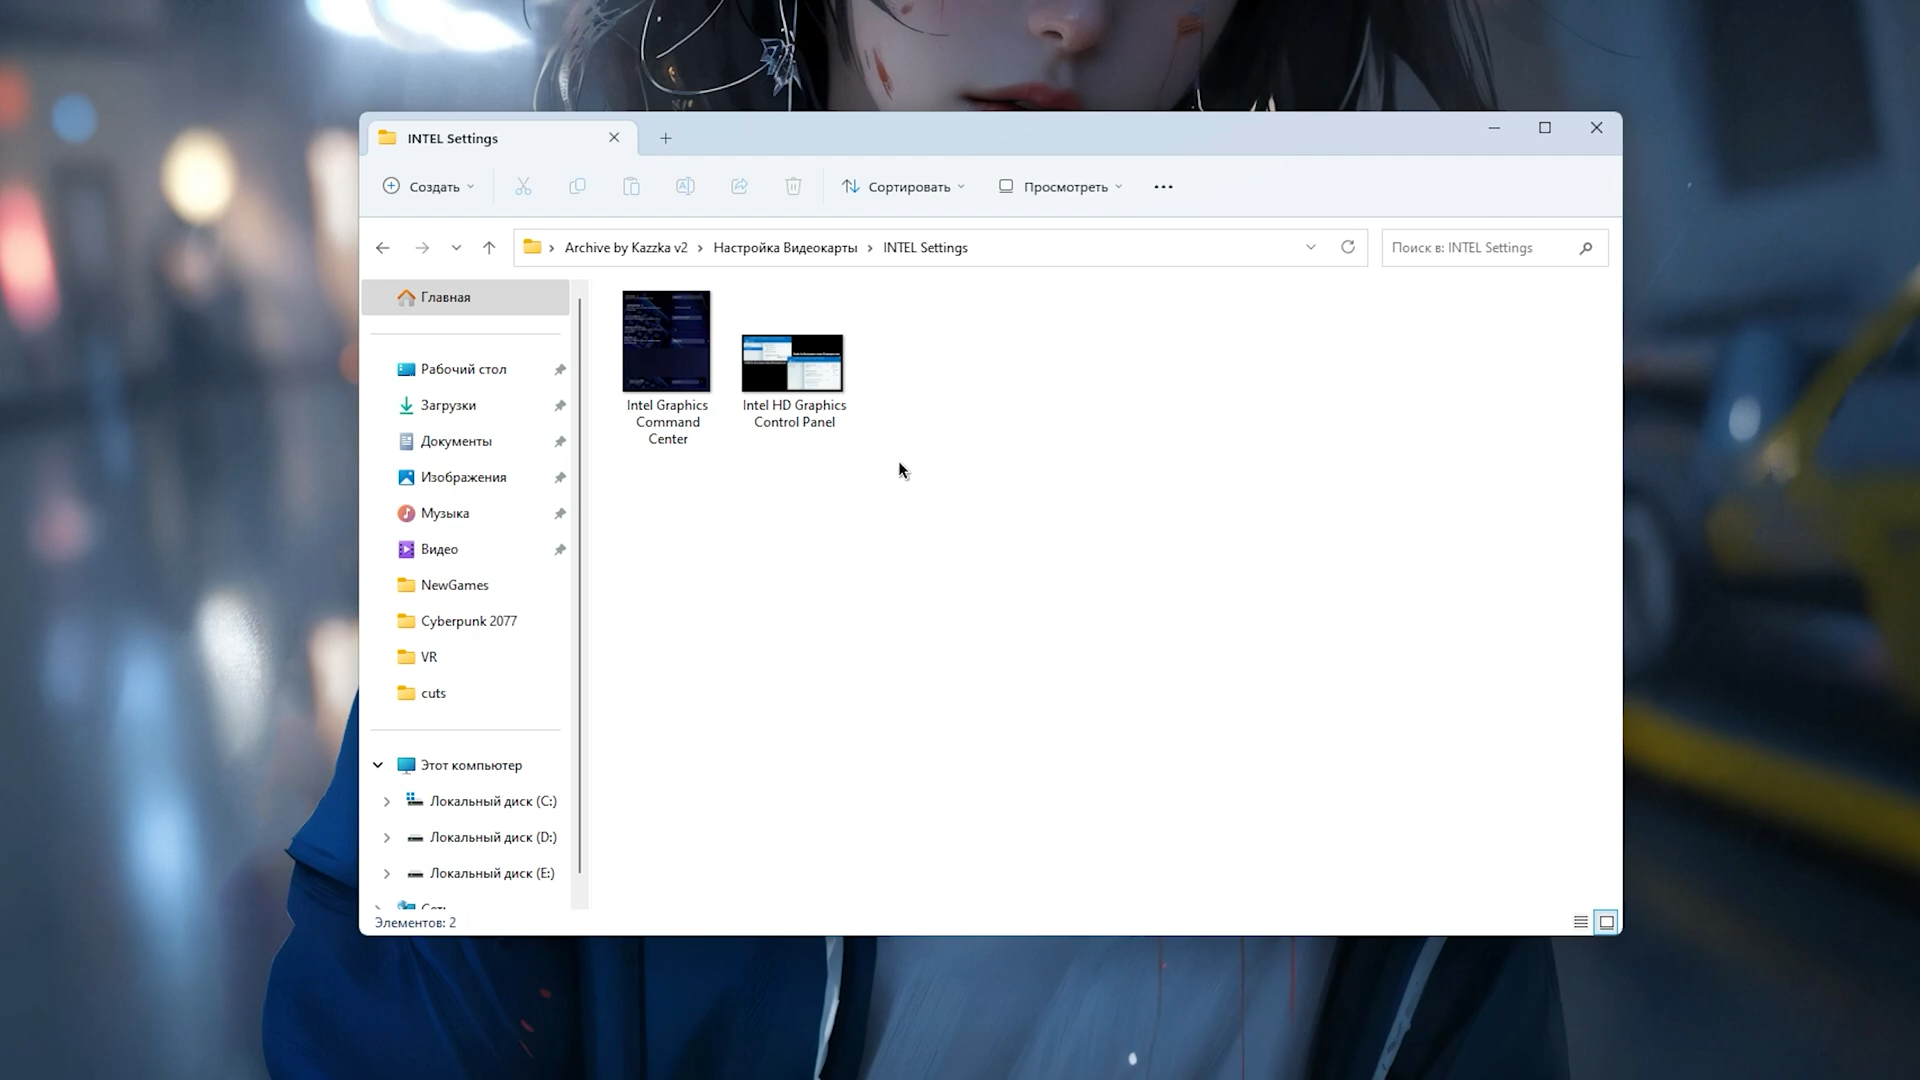 INTEL Settings
Создать
Сортировать
Просмотреть
Archive by Kazzka v2 › Настройка Видеокарты › INTEL Settings
Поиск в: INTEL Settings
Главная
Рабочий стол
Загрузки
Документы
Изображения
Музыка
Видео
NewGames
Cyberpunk 2077
VR
cuts
Этот компьютер
Локальный диск (C:)
Локальный диск (D:)
Локальный диск (E:)
Intel Graphics
Command
Center
Intel HD Graphics
Control Panel
Элементов: 2